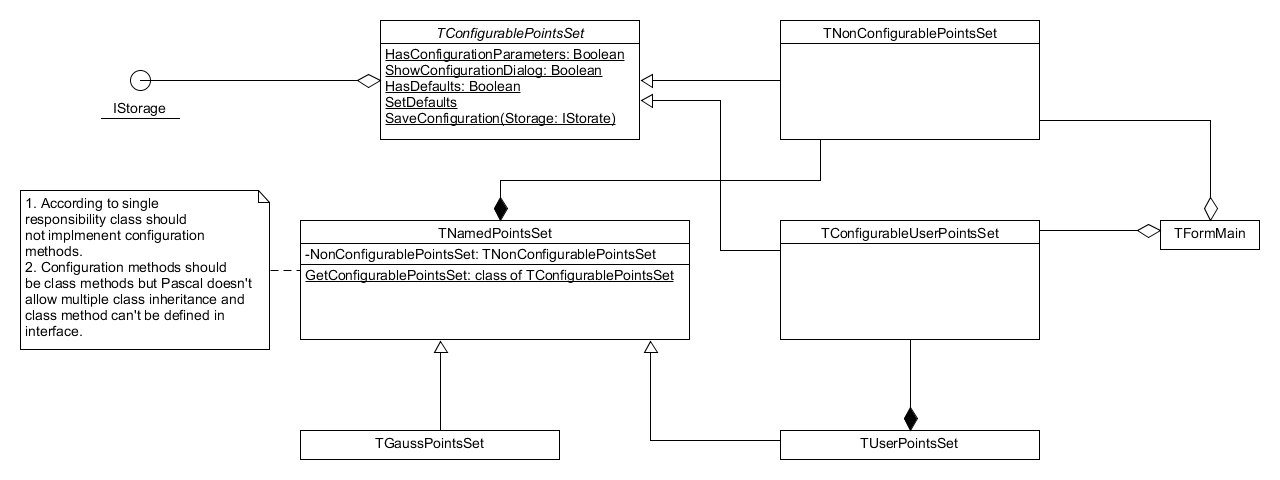 TConfigurablePointsSet
HasConfigurationParameters: Boolean
ShowConfigurationDialog: Boolean
HasDefaults: Boolean
SetDefaults
SaveConfiguration(Storage: IStorate)
TNonConfigurablePointsSet
IStorage
1. According to single
responsibility class should
not implmenent configuration
methods.
2. Configuration methods should
be class methods but Pascal doesn't
allow multiple class inheritance and
class method can't be defined in
interface.
TNamedPointsSet
-NonConfigurablePointsSet: TNonConfigurablePointsSet
GetConfigurablePointsSet: class of TConfigurablePointsSet
TConfigurableUserPointsSet
TFormMain
TGaussPointsSet
TUserPointsSet